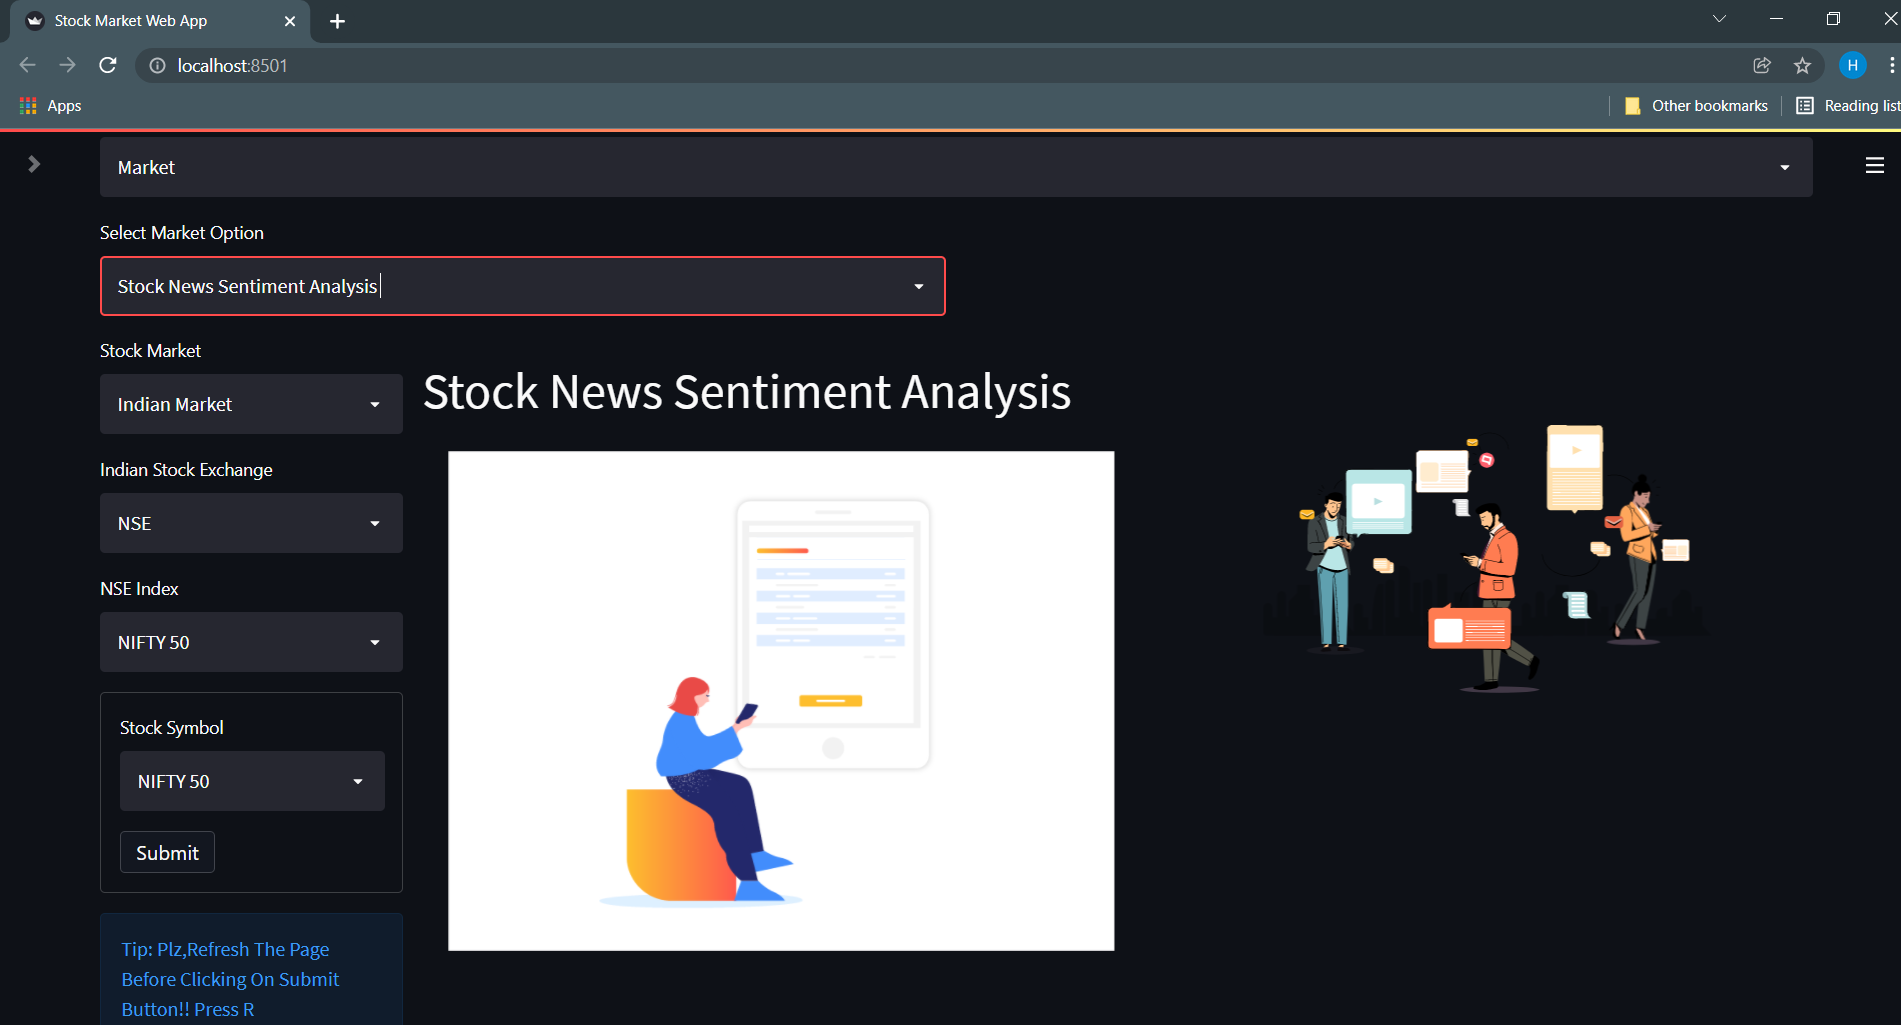 Stock Market Web App
localhost:8501
H
Apps
Other bookmarks
Reading list
Market
Select Market Option
Stock News Sentiment Analysis
Stock Market
Indian Market
Stock News Sentiment Analysis
Indian Stock Exchange
NSE
NSE Index
NIFTY 50
Stock Symbol
NIFTY 50
Submit
Tip: Plz,Refresh The Page
Before Clicking On Submit
Button!! Press R